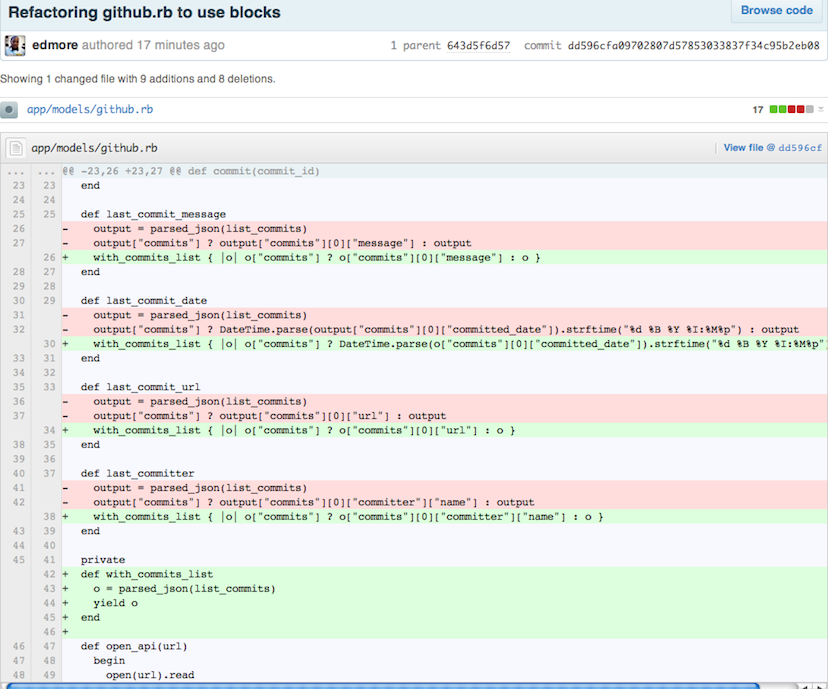 Refactoring github.rb to use blocks
Browse code
edmore authored 17 minutes ago
1 parent 643d5f6d57 commit dd596cfa09702807d57853033837f34c95b2eb08
Showing 1 changed file with 9 additions and 8 deletions.
app/models/github.rb 17
app/models/github.rb View file @ dd596cf
... ... @@ -23,26 +23,27 @@ def commit(commit_id)
23 23 end
24 24
25 25 def last_commit_message
26 - output = parsed_json(list_commits)
27 - output["commits"] ? output["commits"][0]["message"] : output
26 + with_commits_list { |o| o["commits"] ? o["commits"][0]["message"] : o }
28 27 end
29 28
30 29 def last_commit_date
31 - output = parsed_json(list_commits)
32 - output["commits"] ? DateTime.parse(output["commits"][0]["committed_date"]).strftime("%d %B %Y %I:%M%p") : output
30 + with_commits_list { |o| o["commits"] ? DateTime.parse(o["commits"][0]["committed_date"]).strftime("%d %B %Y %I:%M%p"
33 31 end
34 32
35 33 def last_commit_url
36 - output = parsed_json(list_commits)
37 - output["commits"] ? output["commits"][0]["url"] : output
34 + with_commits_list { |o| o["commits"] ? o["commits"][0]["url"] : o }
38 35 end
39 36
40 37 def last_committer
41 - output = parsed_json(list_commits)
42 - output["commits"] ? output["commits"][0]["committer"]["name"] : output
38 + with_commits_list { |o| o["commits"] ? o["commits"][0]["committer"]["name"] : o }
43 39 end
44 40
45 41 private
42 + def with_commits_list
43 + o = parsed_json(list_commits)
44 + yield o
45 + end
46 +
46 47 def open_api(url)
47 48 begin
48 49 open(url).read